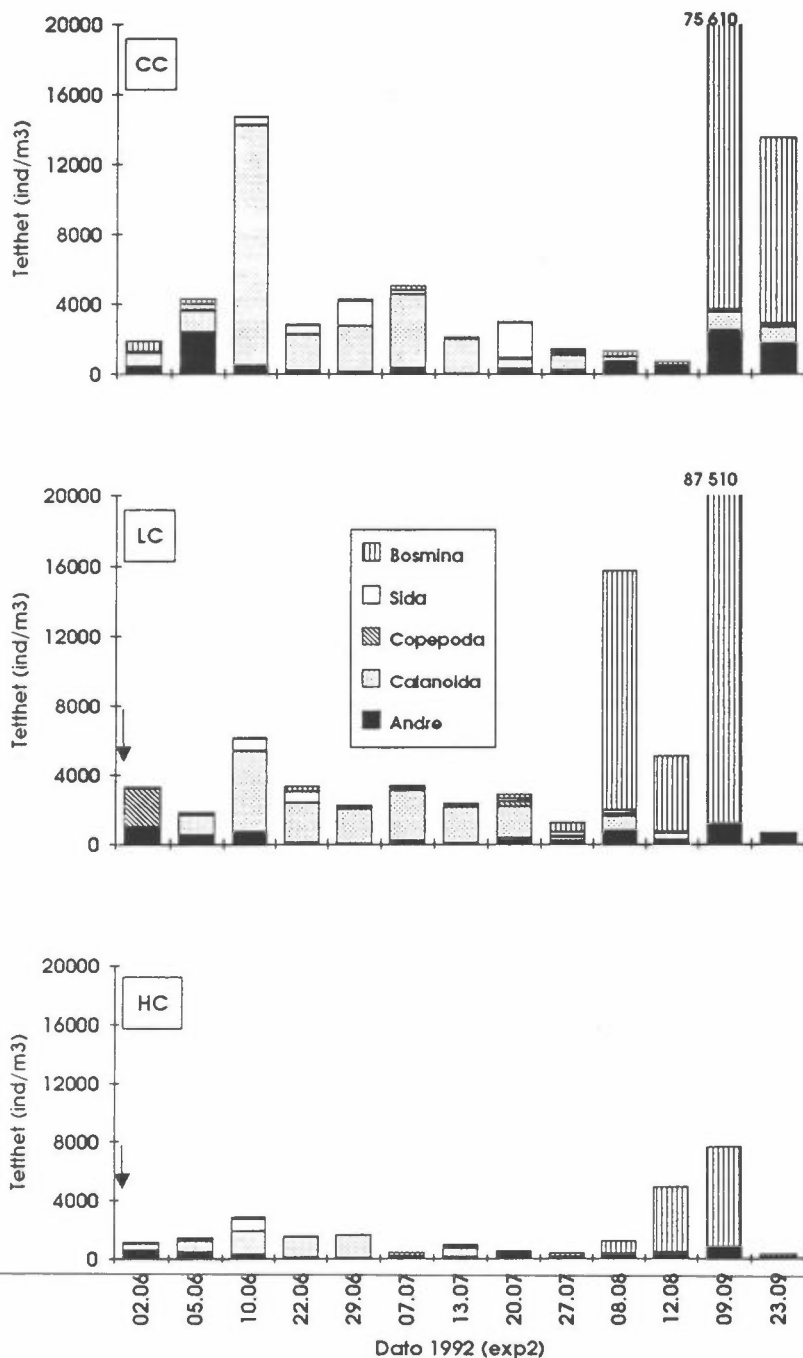 75 610
20000
CC
16000
12000
8000
4000
0
Tetthet (ind/m3)
87 510
20000
LC
16000
12000
8000
4000
0
Tetthet (ind/m3)
Bosmina
Sida
Copepoda
Calanoida
Andre
20000
HC
16000
12000
8000
4000
0
Tetthet (ind/m3)
02.06
05.06
10.06
22.06
29.06
07.07
13.07
20.07
27.07
08.08
12.08
09.09
23.09
Dato 1992 (exp2)